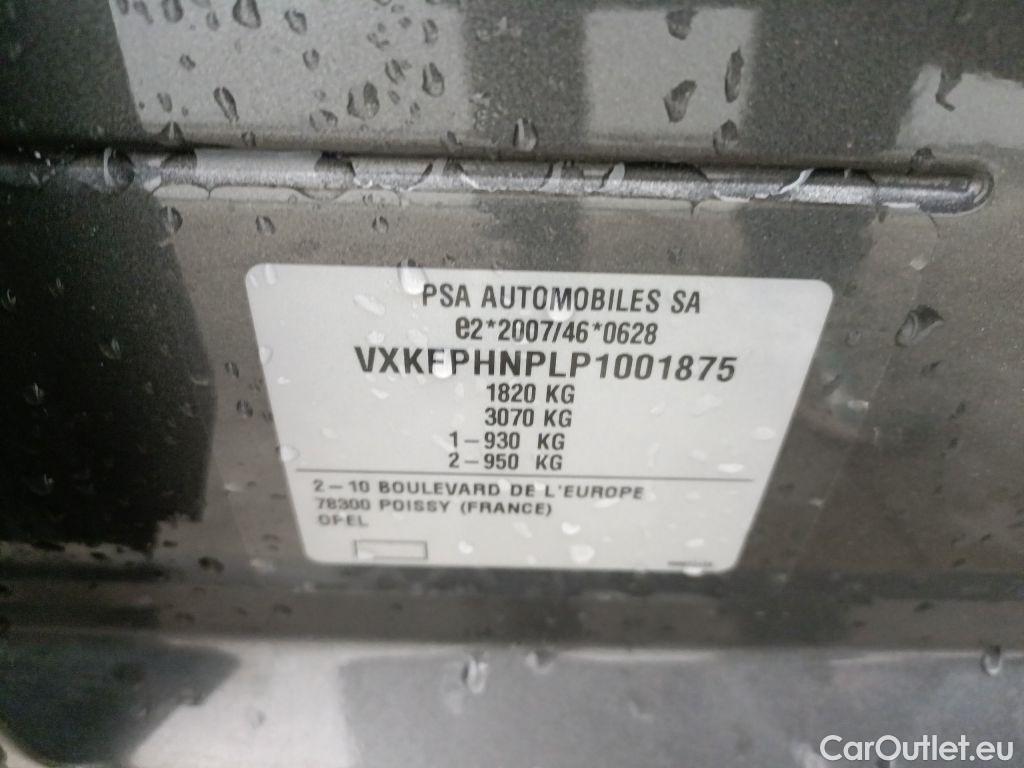 PSA AUTOMOBILES SA
e2*2007/46*0628
VXKFPHNPLP1001875
1820 KG
3070 KG
1-930 KG
2-950 KG
2-10 BOULEVARD DE L'EUROPE
78300 POISSY (FRANCE)
OPEL
CarOutlet.eu